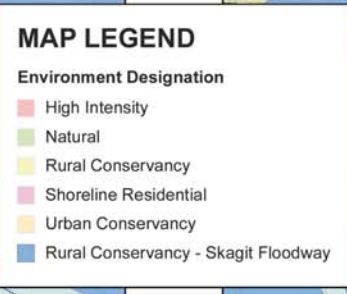 MAP LEGEND
Environment Designation
High Intensity
Natural
Rural Conservancy
Shoreline Residential
Urban Conservancy
Rural Conservancy - Skagit Floodway